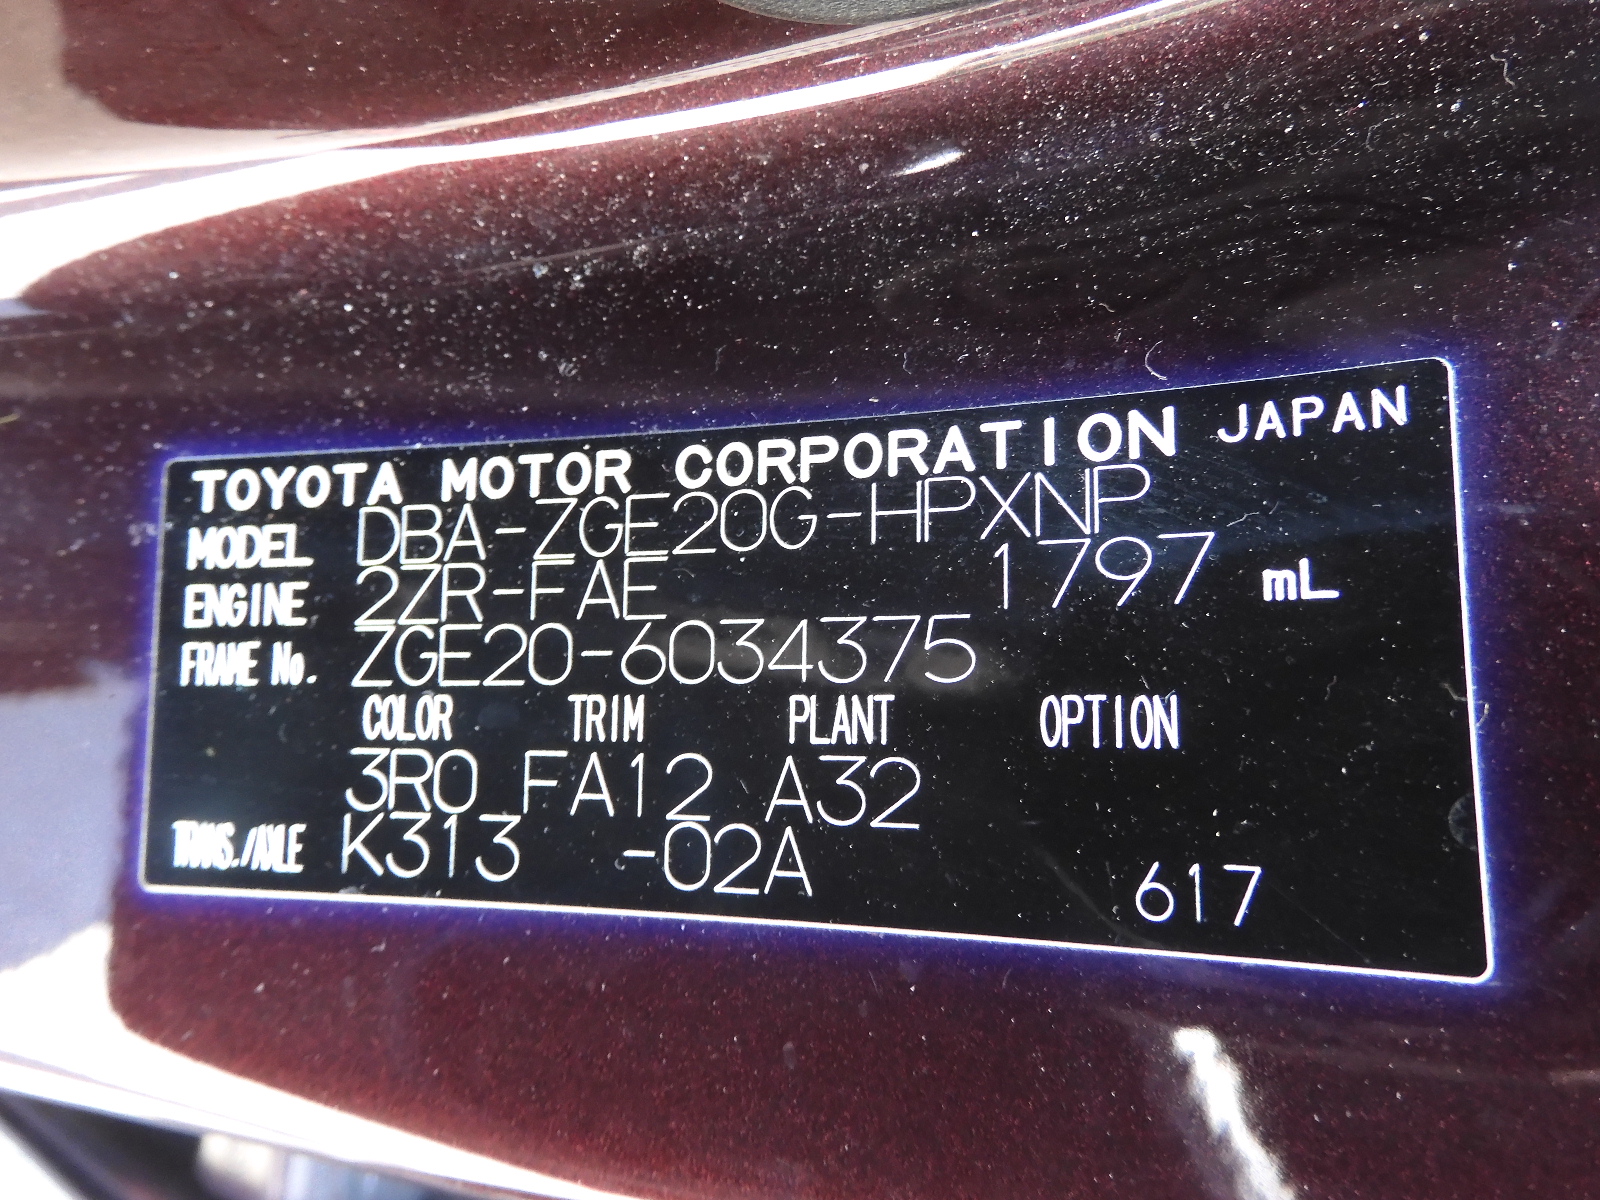 TOYOTA MOTOR CORPORATION JAPAN
MODEL DBA-ZGE20G-HPXNP
ENGINE 2ZR-FAE 1797 mL
FRAME No. ZGE20-6034375
COLOR TRIM PLANT OPTION
3R0 FA12 A32
TRANS./AXLE K313 -02A
617